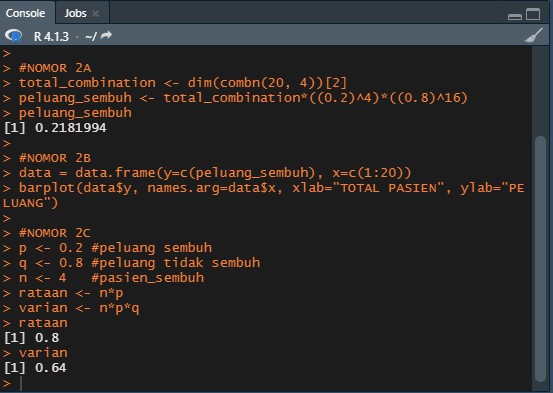 Console Jobs
R 4.1.3 · ~/
>
> #NOMOR 2A
> total_combination <- dim(combn(20, 4))[2]
> peluang_sembuh <- total_combination*((0.2)^4)*((0.8)^16)
> peluang_sembuh
[1] 0.2181994
>
> #NOMOR 2B
> data = data.frame(y=c(peluang_sembuh), x=c(1:20))
> barplot(data$y, names.arg=data$x, xlab="TOTAL PASIEN", ylab="PE
LUANG")
>
> #NOMOR 2C
> p <- 0.2 #peluang sembuh
> q <- 0.8 #peluang tidak sembuh
> n <- 4   #pasien_sembuh
> rataan <- n*p
> varian <- n*p*q
> rataan
[1] 0.8
> varian
[1] 0.64
>